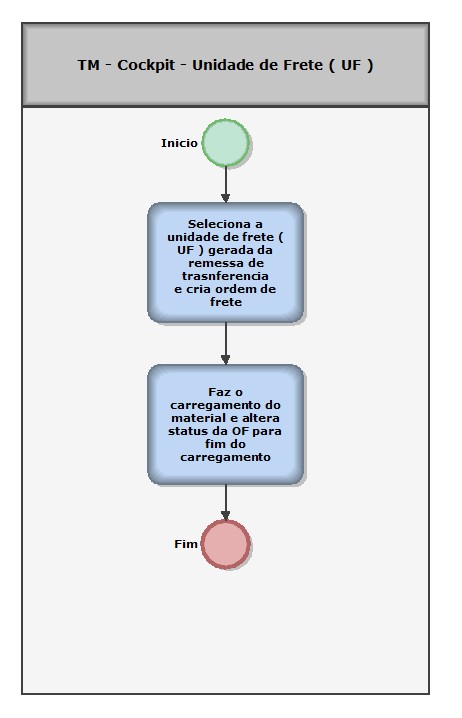 TM - Cockpit - Unidade de Frete ( UF )
Inicio
Seleciona a
unidade de frete (
UF ) gerada da
remessa de
trasnferencia
e cria ordem de
frete
Faz o
carregamento do
material e altera
status da OF para
fim do
carregamento
Fim